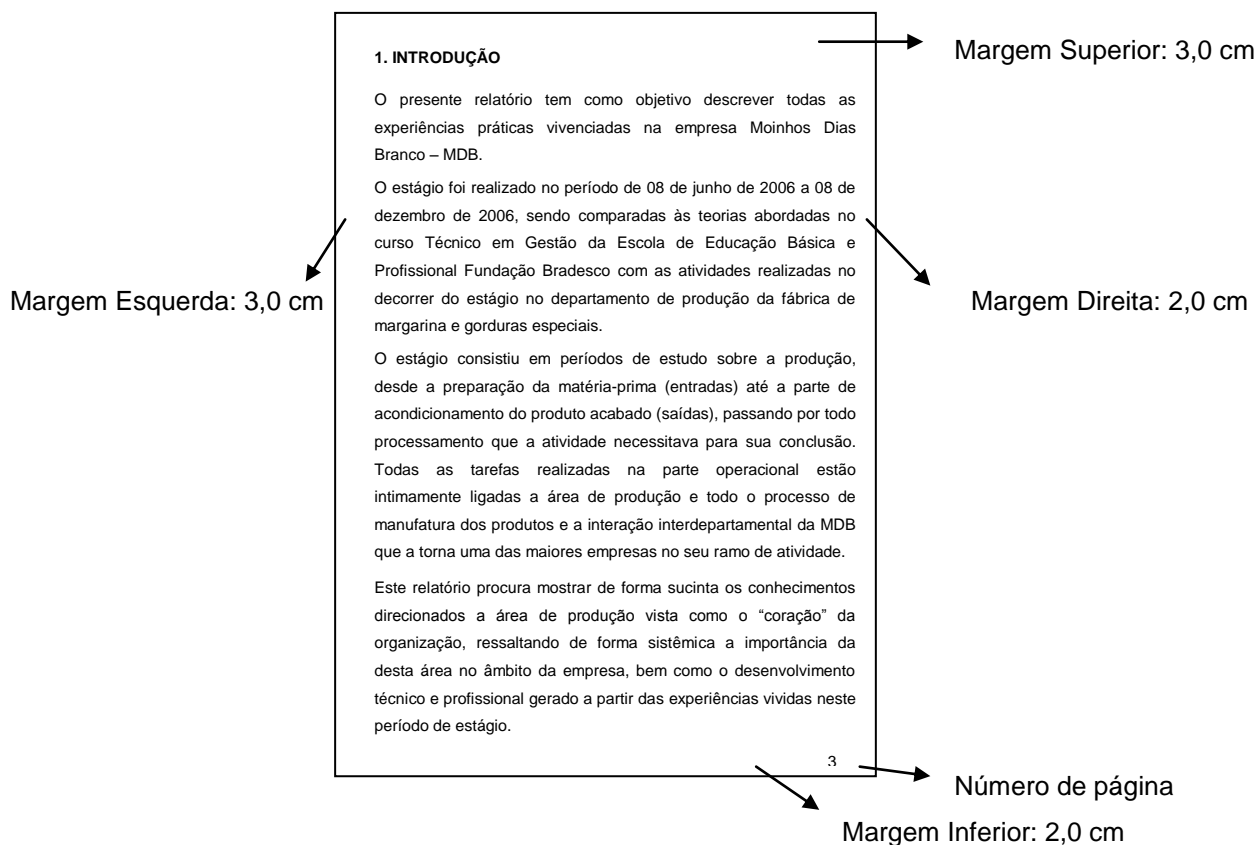 Margem Superior: 3,0 cm
1. INTRODUÇÃO
O presente relatório tem como objetivo descrever todas as
experiências práticas vivenciadas na empresa Moinhos Dias
Branco – MDB.
O estágio foi realizado no período de 08 de junho de 2006 a 08 de
dezembro de 2006, sendo comparadas às teorias abordadas no
curso Técnico em Gestão da Escola de Educação Básica e
Profissional Fundação Bradesco com as atividades realizadas no
decorrer do estágio no departamento de produção da fábrica de
margarina e gorduras especiais.
Margem Esquerda: 3,0 cm
Margem Direita: 2,0 cm
O estágio consistiu em períodos de estudo sobre a produção,
desde a preparação da matéria-prima (entradas) até a parte de
acondicionamento do produto acabado (saídas), passando por todo
processamento que a atividade necessitava para sua conclusão.
Todas as tarefas realizadas na parte operacional estão
intimamente ligadas a área de produção e todo o processo de
manufatura dos produtos e a interação interdepartamental da MDB
que a torna uma das maiores empresas no seu ramo de atividade.
Este relatório procura mostrar de forma sucinta os conhecimentos
direcionados a área de produção vista como o “coração” da
organização, ressaltando de forma sistêmica a importância da
desta área no âmbito da empresa, bem como o desenvolvimento
técnico e profissional gerado a partir das experiências vividas neste
período de estágio.
3
Número de página
Margem Inferior: 2,0 cm